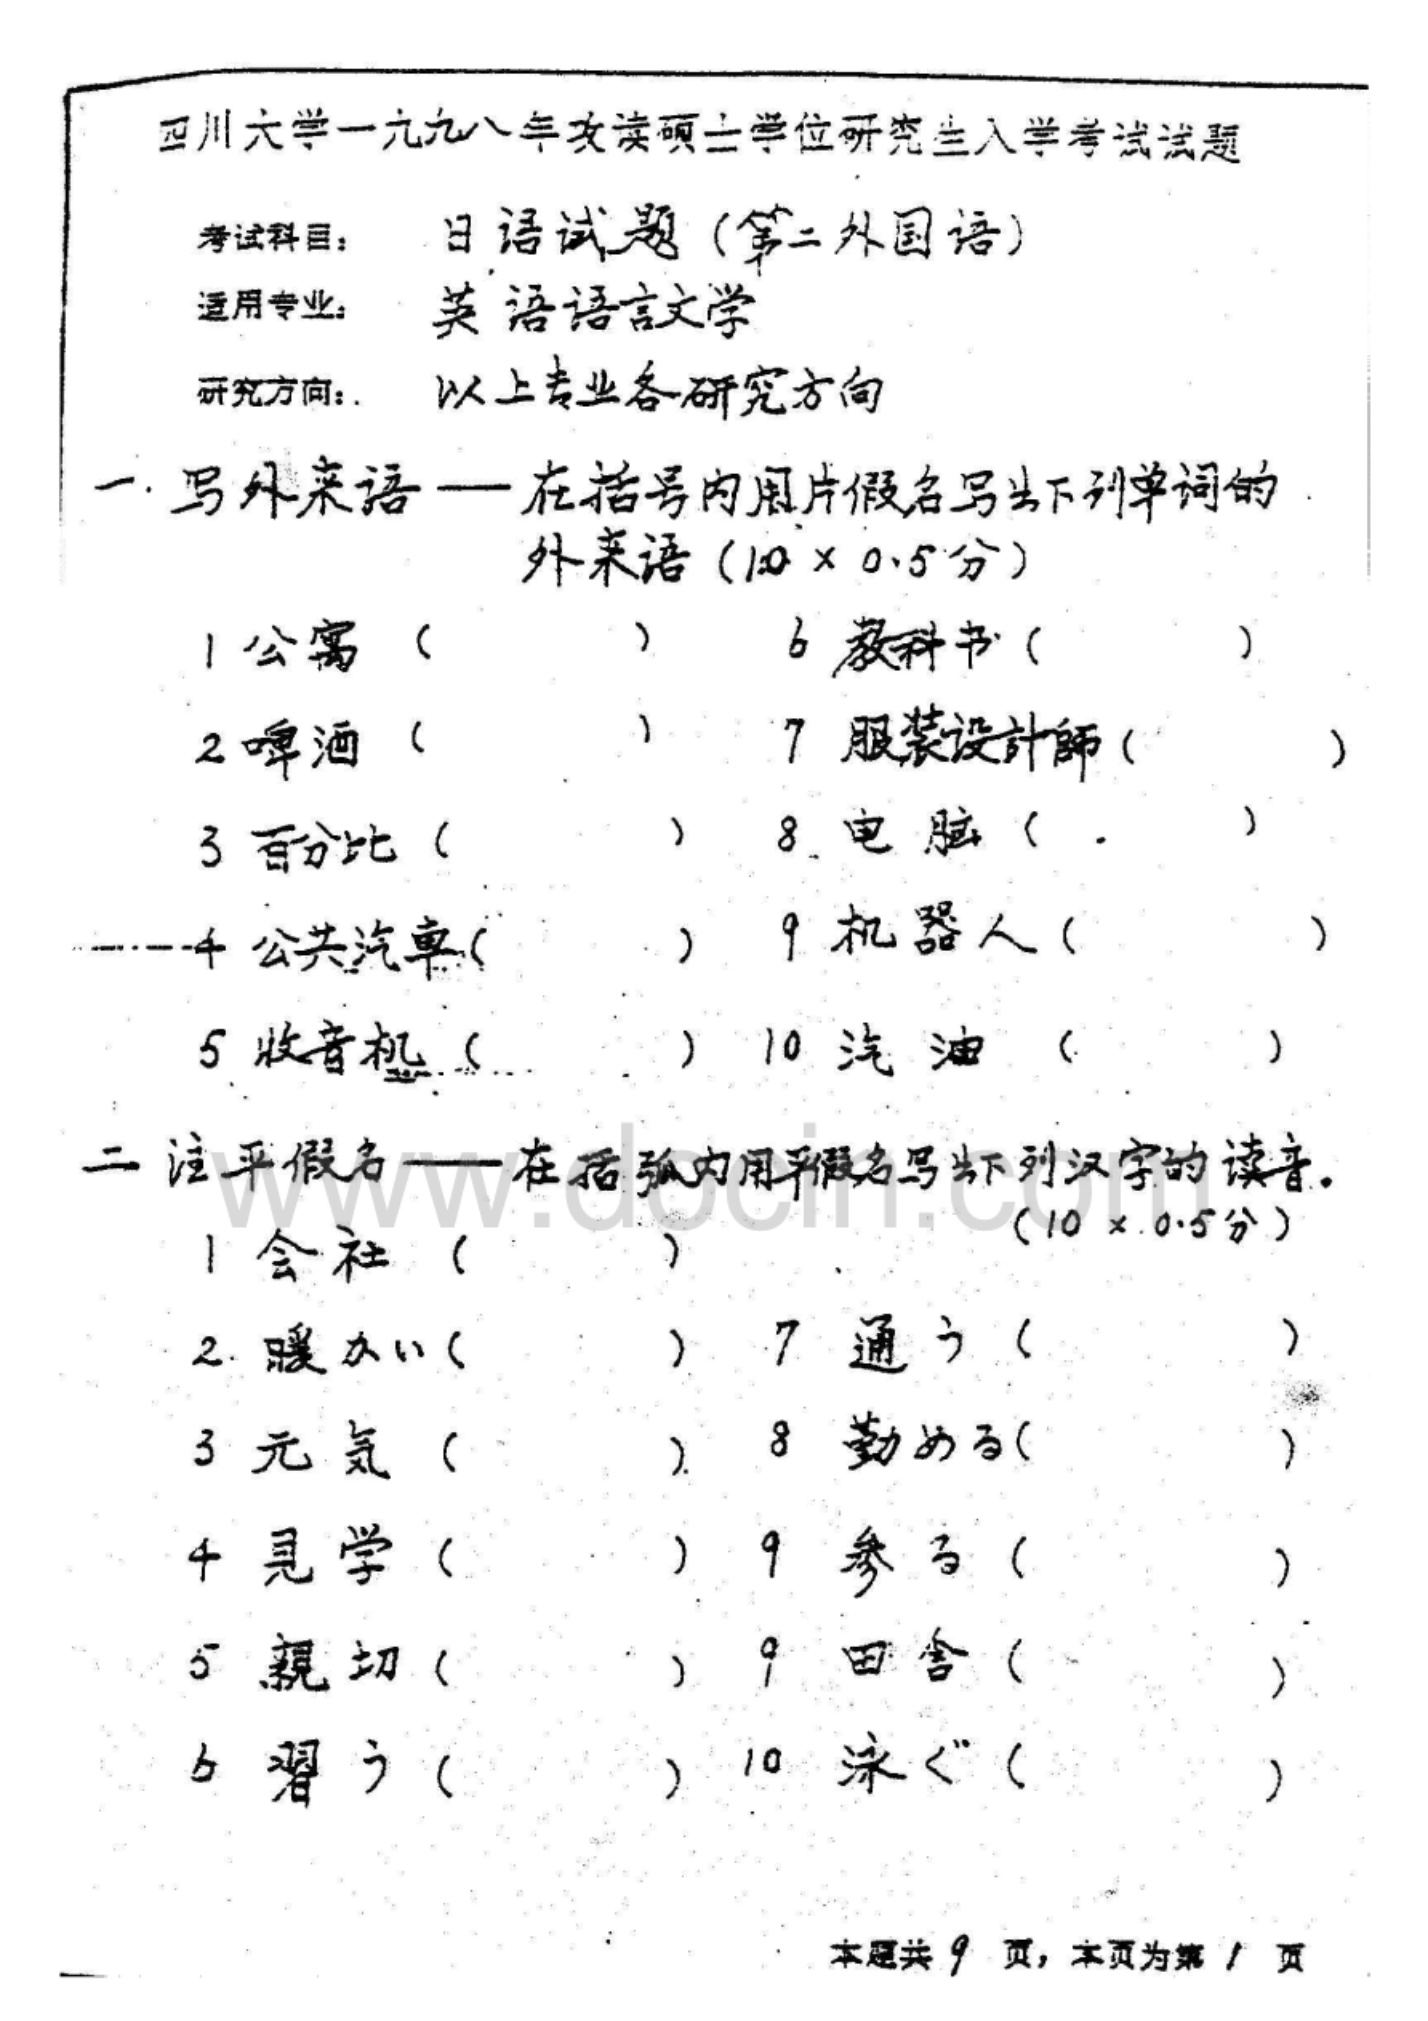 四川大学一九九八年攻读硕士学位研究生入学考试试题
考试科目: 日语试题(第二外国语)
适用专业: 英语语言文学
研究方向: 以上专业各研究方向
一.写外来语——在括号内用片假名写出下列单词的
外来语(10×0.5分)
1 公寓 ( ) 6 教科书 ( )
2 啤酒 ( ) 7 服装设計師 ( )
3 百分比 ( ) 8 电脑 ( )
4 公共汽車 ( ) 9 机器人 ( )
5 收音机 ( ) 10 汽油 ( )
二 注平假名——在括弧内用平假名写出下列汉字的读音。
(10×0.5分)
1 会社 ( )
2. 暖かい ( ) 7 通う ( )
3 元気 ( ) 8 勤める ( )
4 見学 ( ) 9 参る ( )
5 親切 ( ) 9 田舎 ( )
6 習う ( ) 10 泳ぐ ( )
www.docin.com
本题共9页,本页为第1页